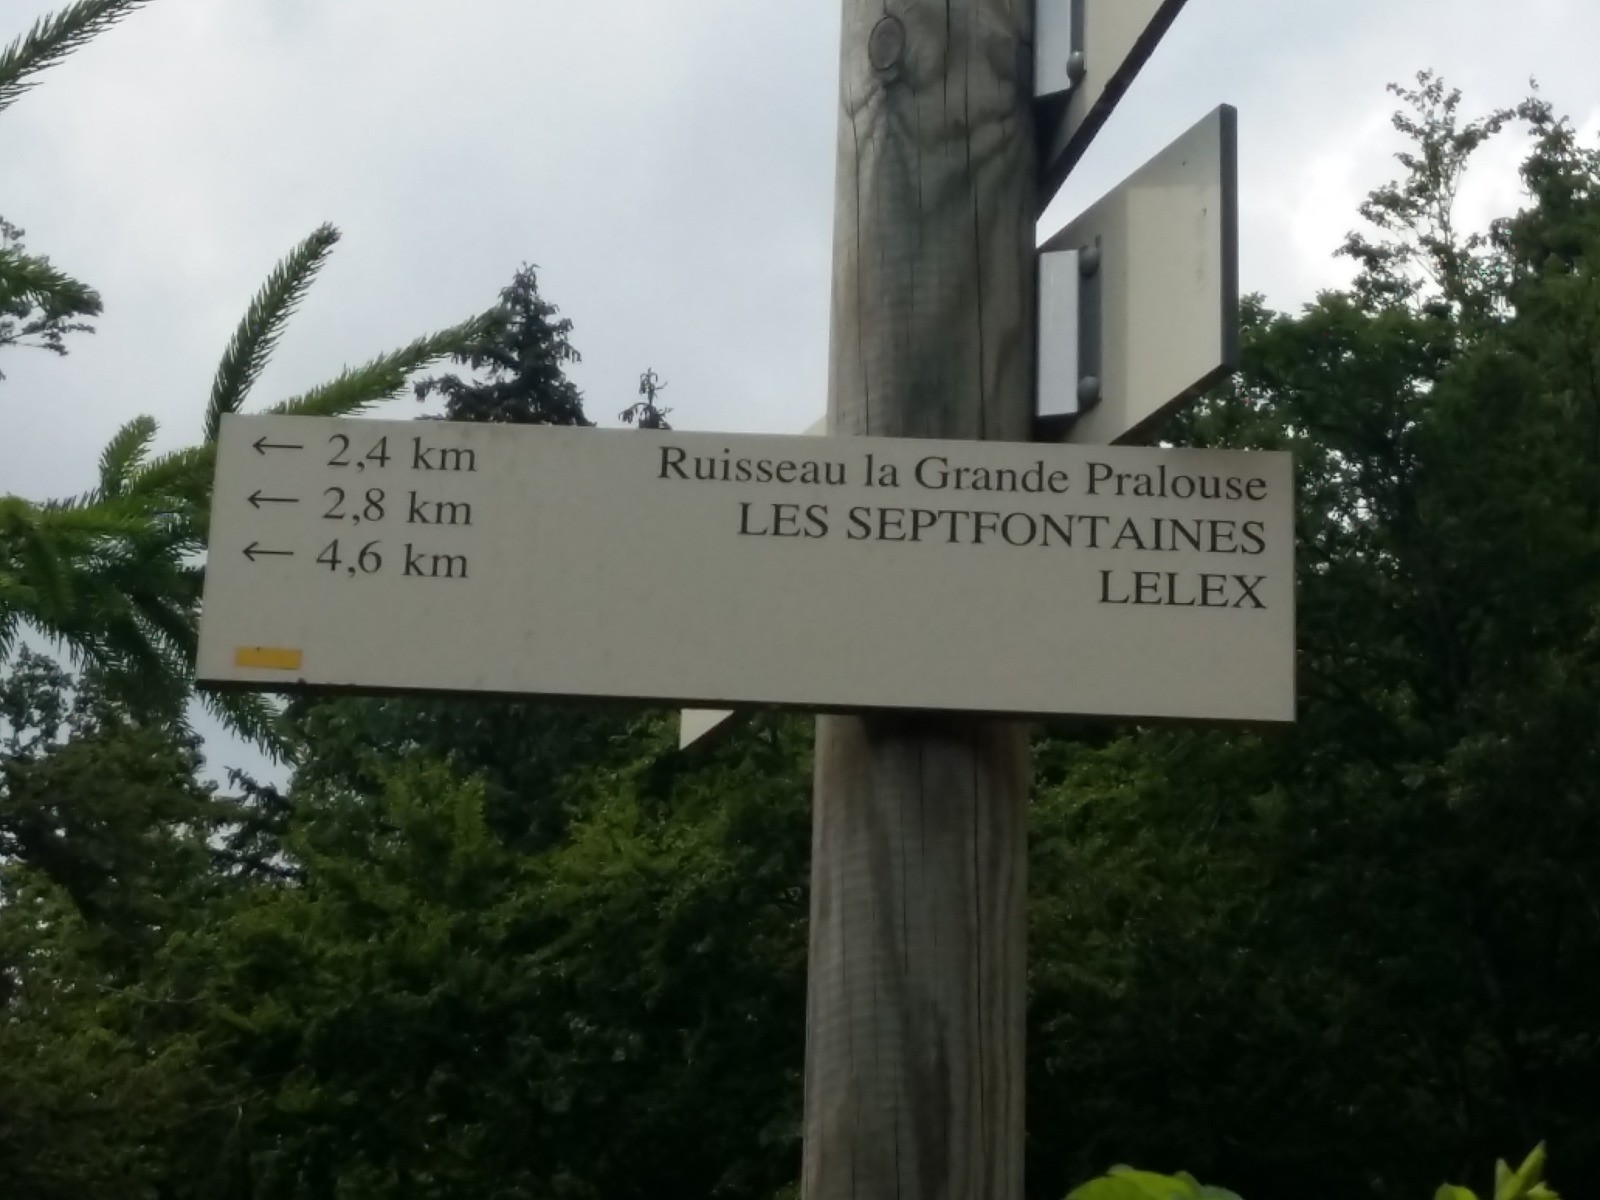 ← 2,4 km Ruisseau la Grande Pralouse
← 2,8 km LES SEPTFONTAINES
← 4,6 km LELEX